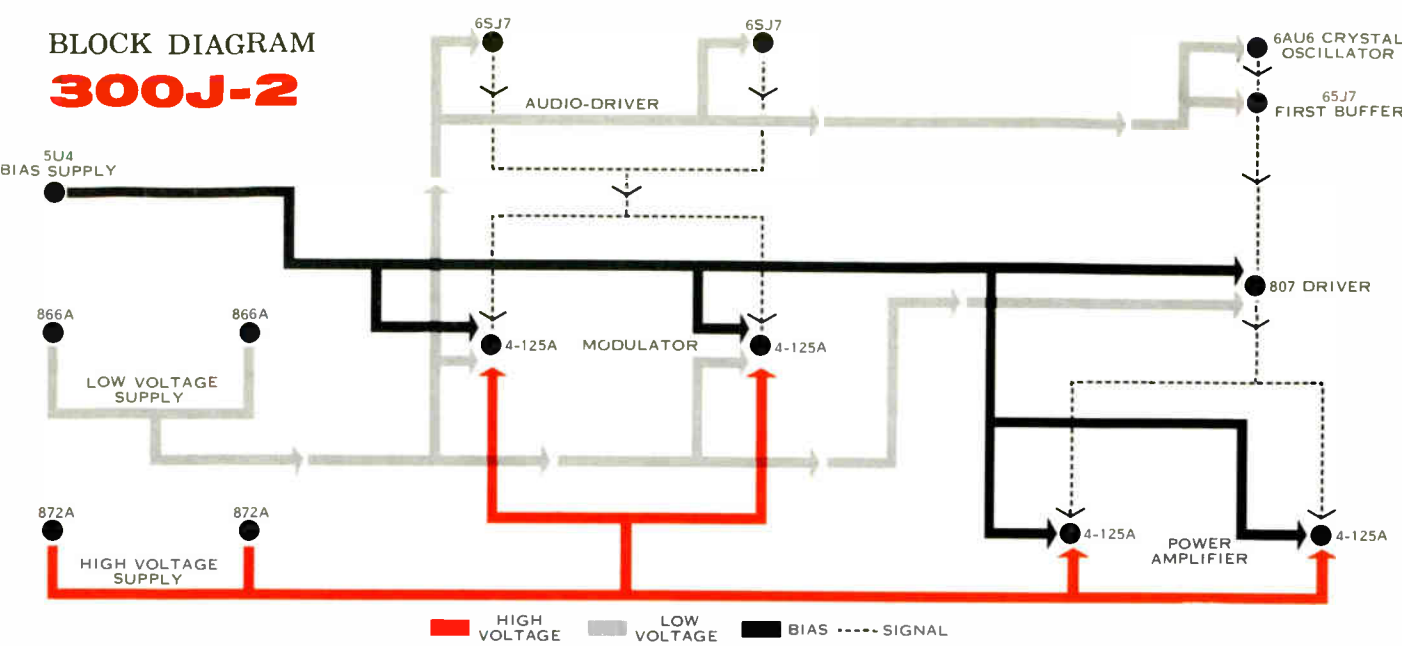 BLOCK DIAGRAM
300J-2
6SJ7
6SJ7
6AU6 CRYSTAL
OSCILLATOR
65J7
FIRST BUFFER
AUDIO-DRIVER
5U4
BIAS SUPPLY
807 DRIVER
866A
866A
4-125A
MODULATOR
4-125A
LOW VOLTAGE
SUPPLY
872A
872A
4-125A
POWER
AMPLIFIER
4-125A
HIGH VOLTAGE
SUPPLY
HIGH
VOLTAGE
LOW
VOLTAGE
BIAS
SIGNAL